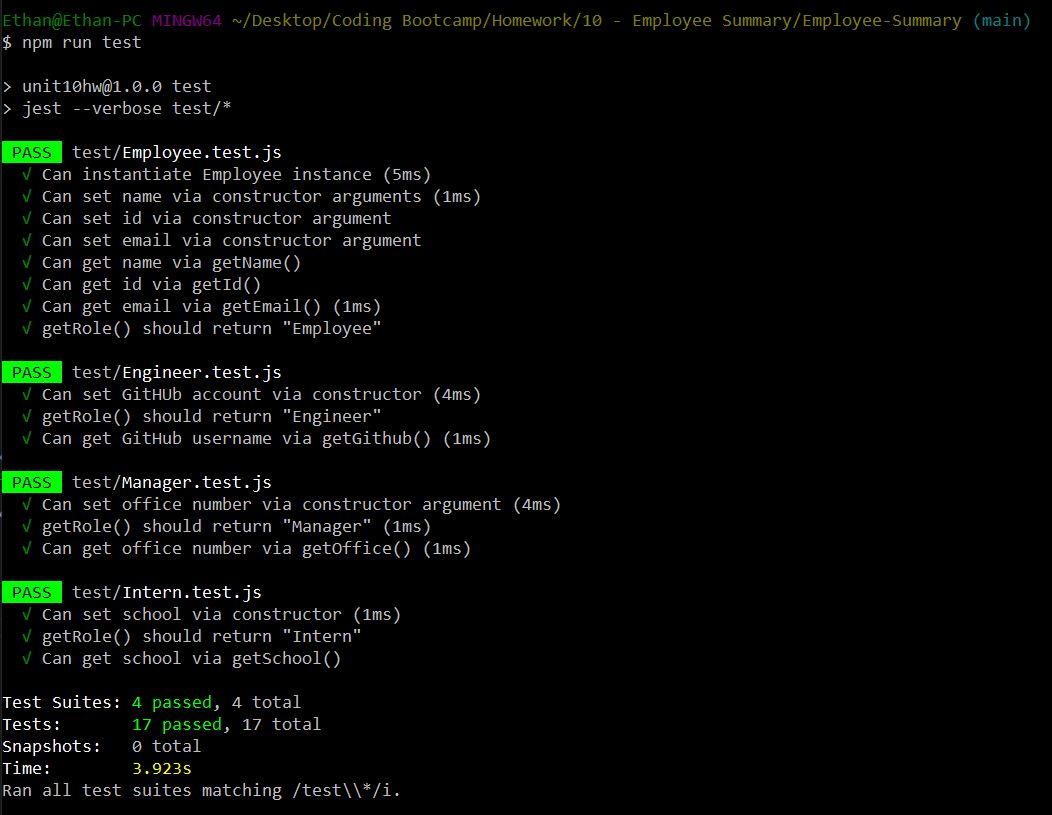 Ethan@Ethan-PC MINGW64 ~/Desktop/Coding Bootcamp/Homework/10 - Employee Summary/Employee-Summary (main)
$ npm run test
> unit10hw@1.0.0 test
> jest --verbose test/*
PASS test/Employee.test.js
√ Can instantiate Employee instance (5ms)
√ Can set name via constructor arguments (1ms)
√ Can set id via constructor argument
√ Can set email via constructor argument
√ Can get name via getName()
√ Can get id via getId()
√ Can get email via getEmail() (1ms)
√ getRole() should return "Employee"
PASS test/Engineer.test.js
√ Can set GitHUb account via constructor (4ms)
√ getRole() should return "Engineer"
√ Can get GitHub username via getGithub() (1ms)
PASS test/Manager.test.js
√ Can set office number via constructor argument (4ms)
√ getRole() should return "Manager" (1ms)
√ Can get office number via getOffice() (1ms)
PASS test/Intern.test.js
√ Can set school via constructor (1ms)
√ getRole() should return "Intern"
√ Can get school via getSchool()
Test Suites: 4 passed, 4 total
Tests: 17 passed, 17 total
Snapshots: 0 total
Time: 3.923s
Ran all test suites matching /test\\*/i.